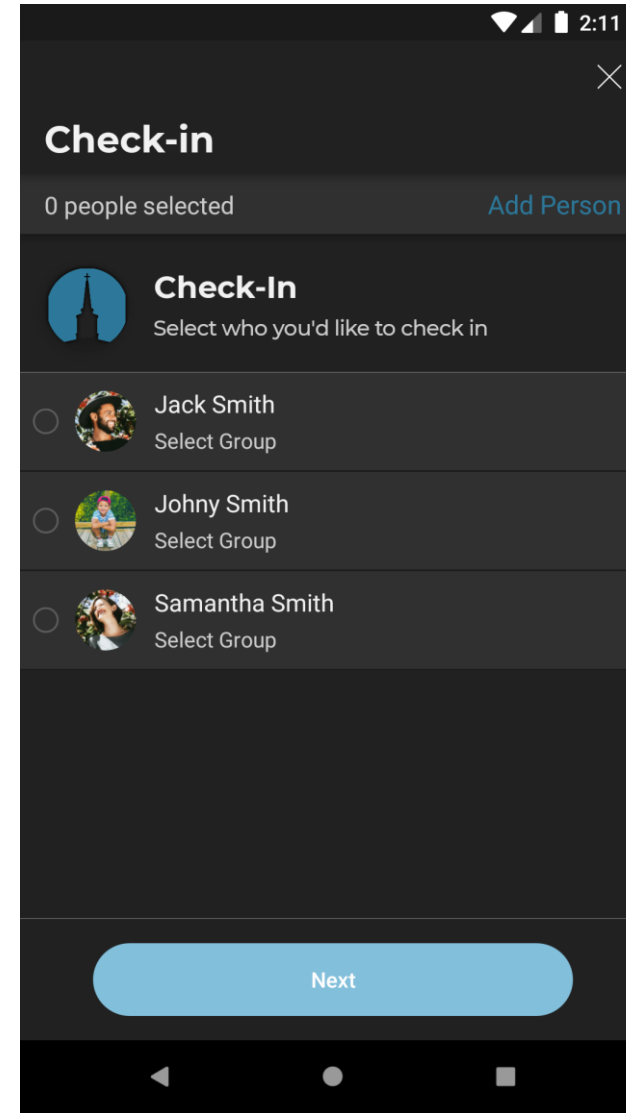 2:11
Check-in
0 people selected Add Person
Check-In
Select who you'd like to check in
Jack Smith
Select Group
Johny Smith
Select Group
Samantha Smith
Select Group
Next